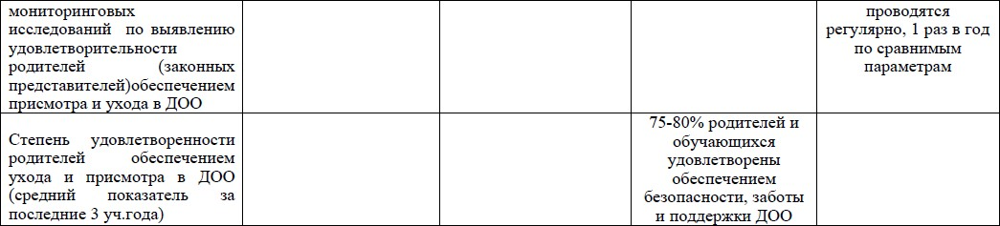 мониторинговых
исследований по выявлению
удовлетворительности
родителей (законных
представителей)обеспечением
присмотра и ухода в ДОО
проводятся
регулярно, 1 раз в год
по сравнимым
параметрам
Степень удовлетворенности
родителей обеспечением
ухода и присмотра в ДОО
(средний показатель за
последние 3 уч.года)
75-80% родителей и
обучающихся
удовлетворены
обеспечением
безопасности, заботы
и поддержки ДОО